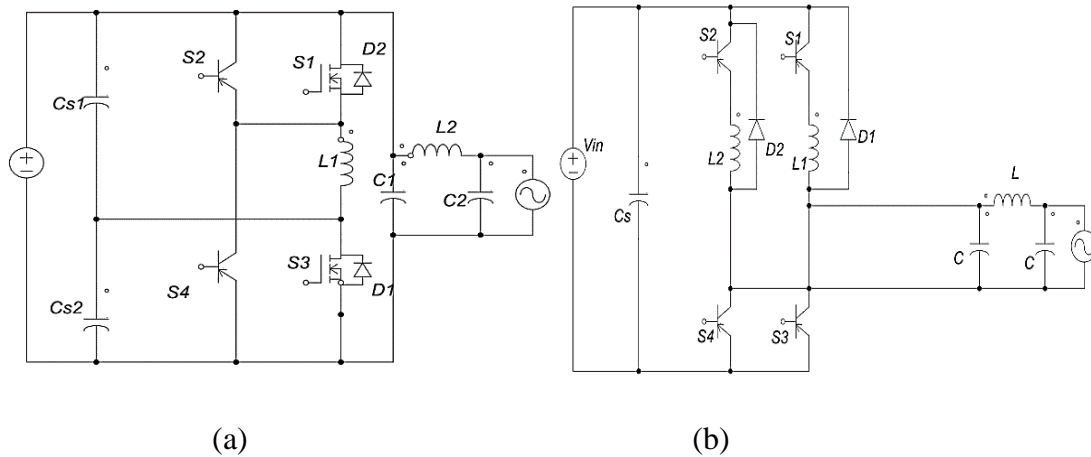 S2
S1
D2
Cs1
L2
L1
C1
C2
S3
S4
D1
Cs2
(a)
S2
S1
Vin
L2
D2
L1
D1
Cs
L
C
C
S4
S3
(b)